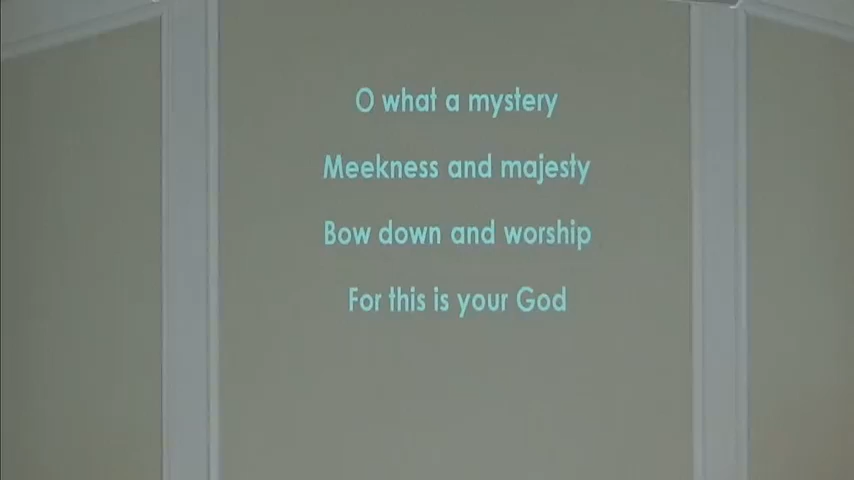 O what a mystery
Meekness and majesty
Bow down and worship
For this is your God